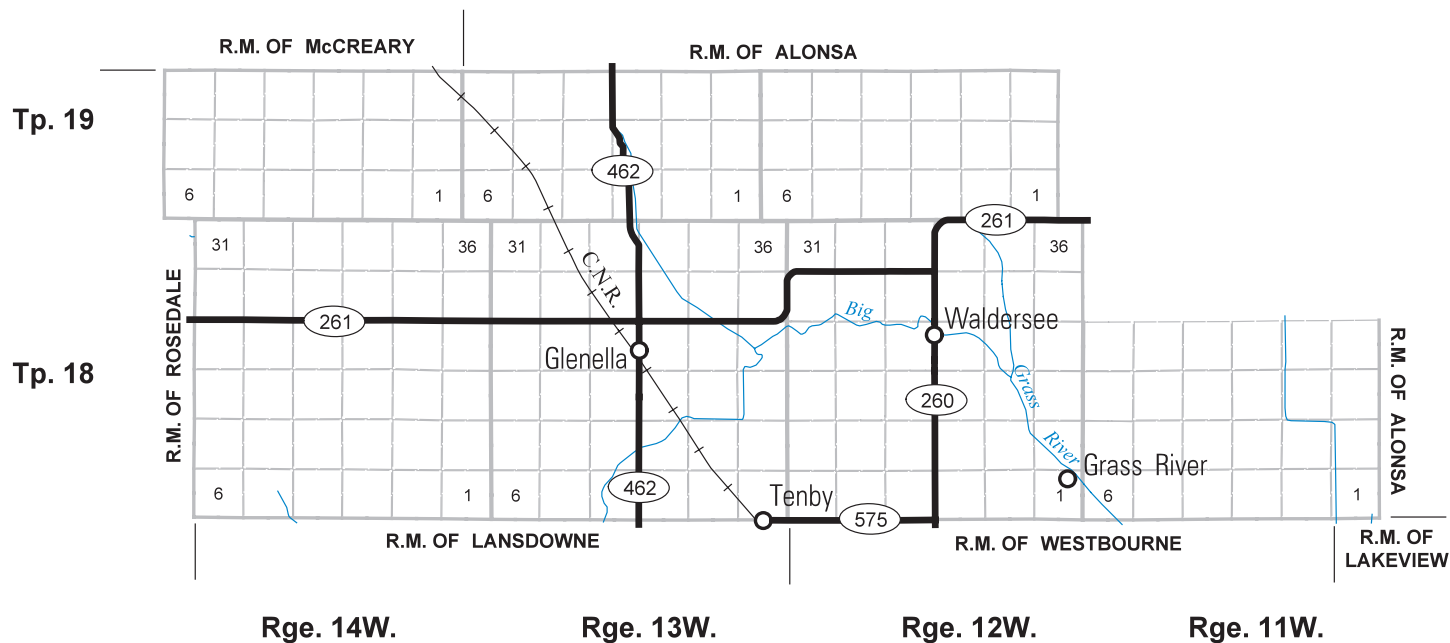 R.M. OF McCREARY
R.M. OF ALONSA
Tp. 19
462
6
1
6
1
6
1
261
31
36
31
36
31
36
C.N.R.
R.M. OF ROSEDALE
261
Big
Waldersee
Glenella
Tp. 18
Grass
260
R.M. OF ALONSA
River
Grass River
462
6
1
6
1
6
1
Tenby
575
R.M. OF LANSDOWNE
R.M. OF WESTBOURNE
R.M. OF
LAKEVIEW
Rge. 14W.
Rge. 13W.
Rge. 12W.
Rge. 11W.